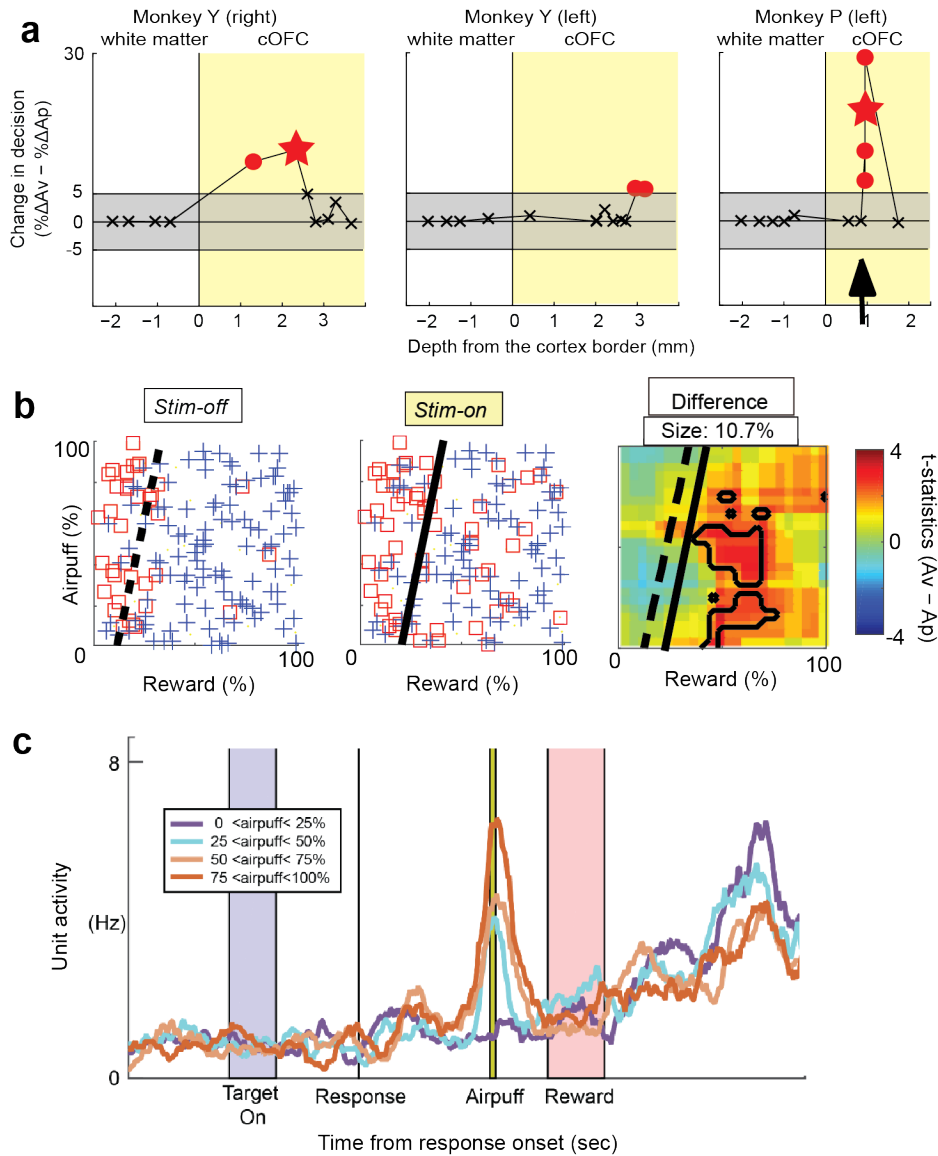 a
Monkey Y (right)
white matter cOFC
Monkey Y (left)
white matter cOFC
Monkey P (left)
white matter cOFC
Change in decision
(%ΔAv − %ΔAp)
30
5
0
-5
−2 −1 0 1 2 3
−2 −1 0 1 2 3
−2 −1 0 1 2
Depth from the cortex border (mm)
b
Stim-off
Stim-on
Difference
Size: 10.7%
Airpuff (%)
100
0 100
Reward (%)
0 100
Reward (%)
0 100
Reward (%)
4
0
-4
t-statistics (Av − Ap)
c
Unit activity
(Hz)
8
0
0 <airpuff< 25%
25 <airpuff< 50%
50 <airpuff< 75%
75 <airpuff<100%
Target
On
Response
Airpuff
Reward
Time from response onset (sec)